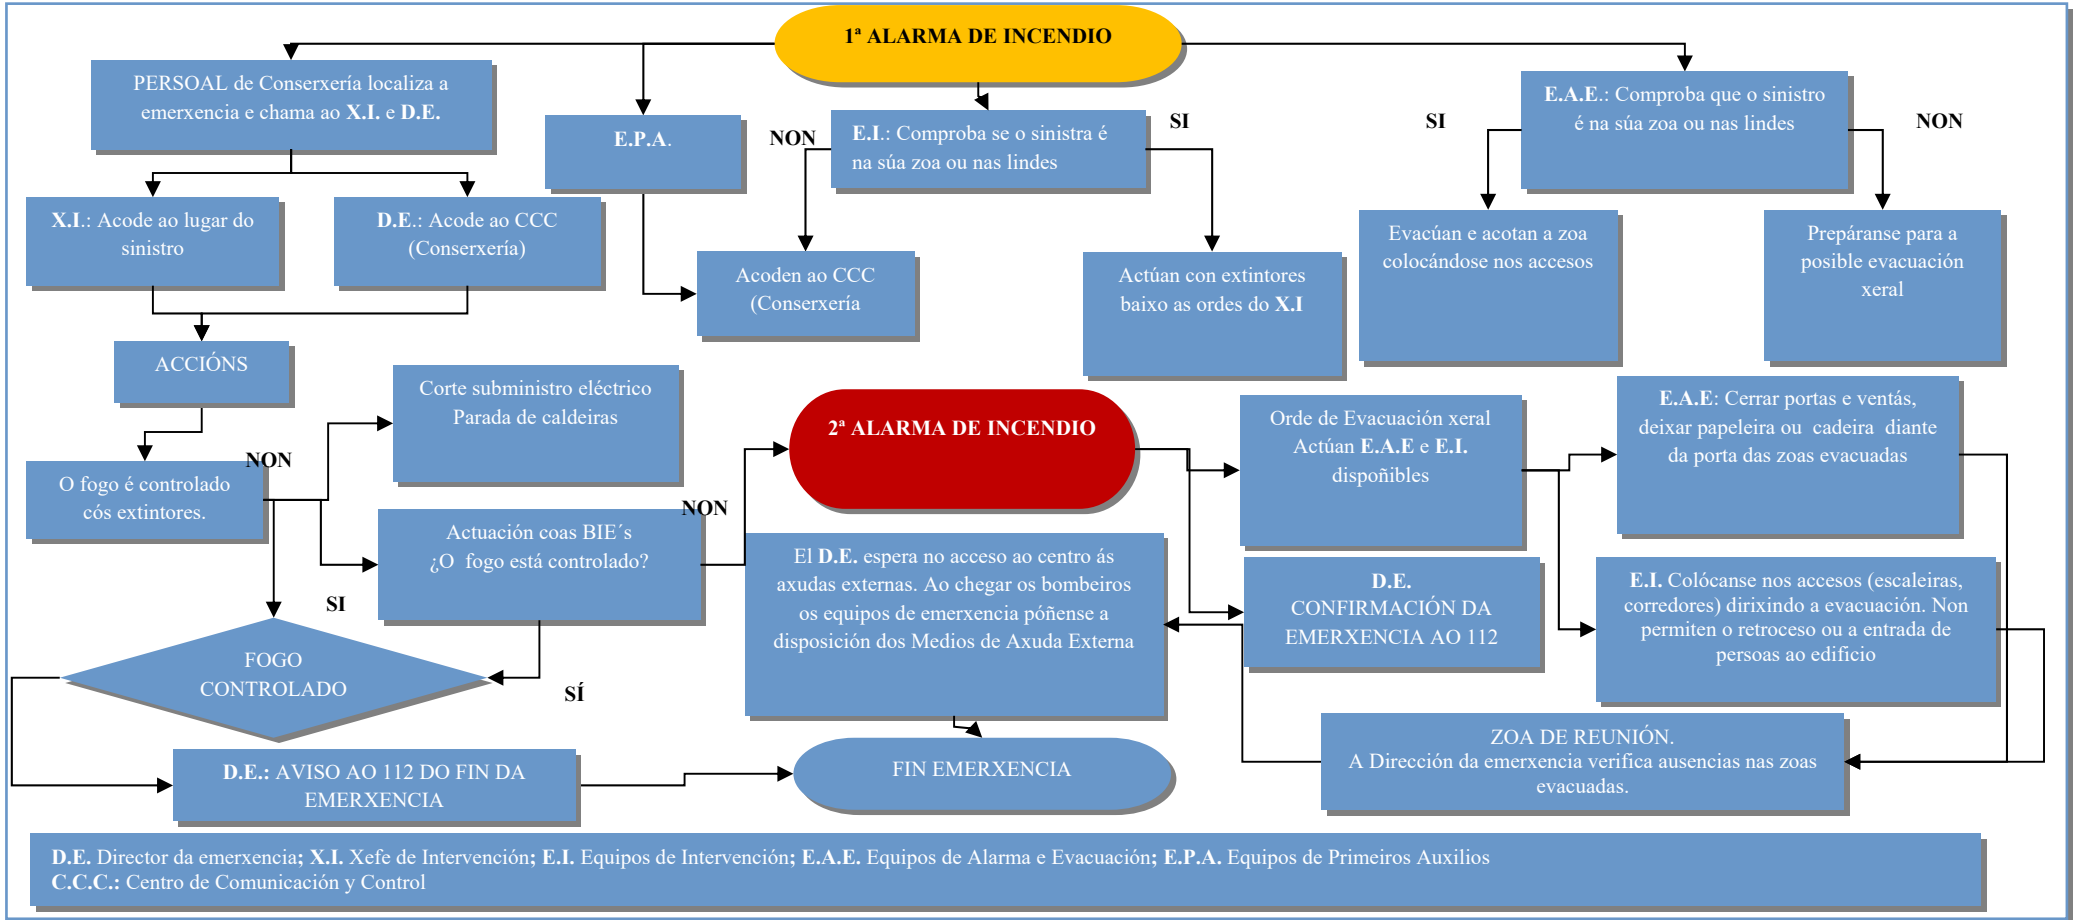 1ª ALARMA DE INCENDIO
PERSOAL de Conserxería localiza a
emerxencia e chama ao X.I. e D.E.
E.P.A.
NON
E.I.: Comproba se o sinistra é
na súa zoa ou nas lindes
SI
SI
E.A.E.: Comproba que o sinistro
é na súa zoa ou nas lindes
NON
X.I.: Acode ao lugar do
sinistro
D.E.: Acode ao CCC
(Conserxería)
Acoden ao CCC
(Conserxería
Actúan con extintores
baixo as ordes do X.I
Evacúan e acotan a zoa
colocándose nos accesos
Prepáranse para a
posible evacuación
xeral
ACCIÓNS
Corte subministro eléctrico
Parada de caldeiras
NON
O fogo é controlado
cós extintores.
Actuación coas BIE´s
¿O fogo está controlado?
NON
SI
SÍ
2ª ALARMA DE INCENDIO
Orde de Evacuación xeral
Actúan E.A.E e E.I.
dispoñibles
E.A.E: Cerrar portas e ventás,
deixar papeleira ou cadeira diante
da porta das zoas evacuadas
El D.E. espera no acceso ao centro ás
axudas externas. Ao chegar os bombeiros
os equipos de emerxencia póñense a
disposición dos Medios de Axuda Externa
D.E.
CONFIRMACIÓN DA
EMERXENCIA AO 112
E.I. Colócanse nos accesos (escaleiras,
corredores) dirixindo a evacuación. Non
permiten o retroceso ou a entrada de
persoas ao edificio
FOGO
CONTROLADO
D.E.: AVISO AO 112 DO FIN DA
EMERXENCIA
FIN EMERXENCIA
ZOA DE REUNIÓN.
A Dirección da emerxencia verifica ausencias nas zoas
evacuadas.
D.E. Director da emerxencia; X.I. Xefe de Intervención; E.I. Equipos de Intervención; E.A.E. Equipos de Alarma e Evacuación; E.P.A. Equipos de Primeiros Auxilios
C.C.C.: Centro de Comunicación y Control